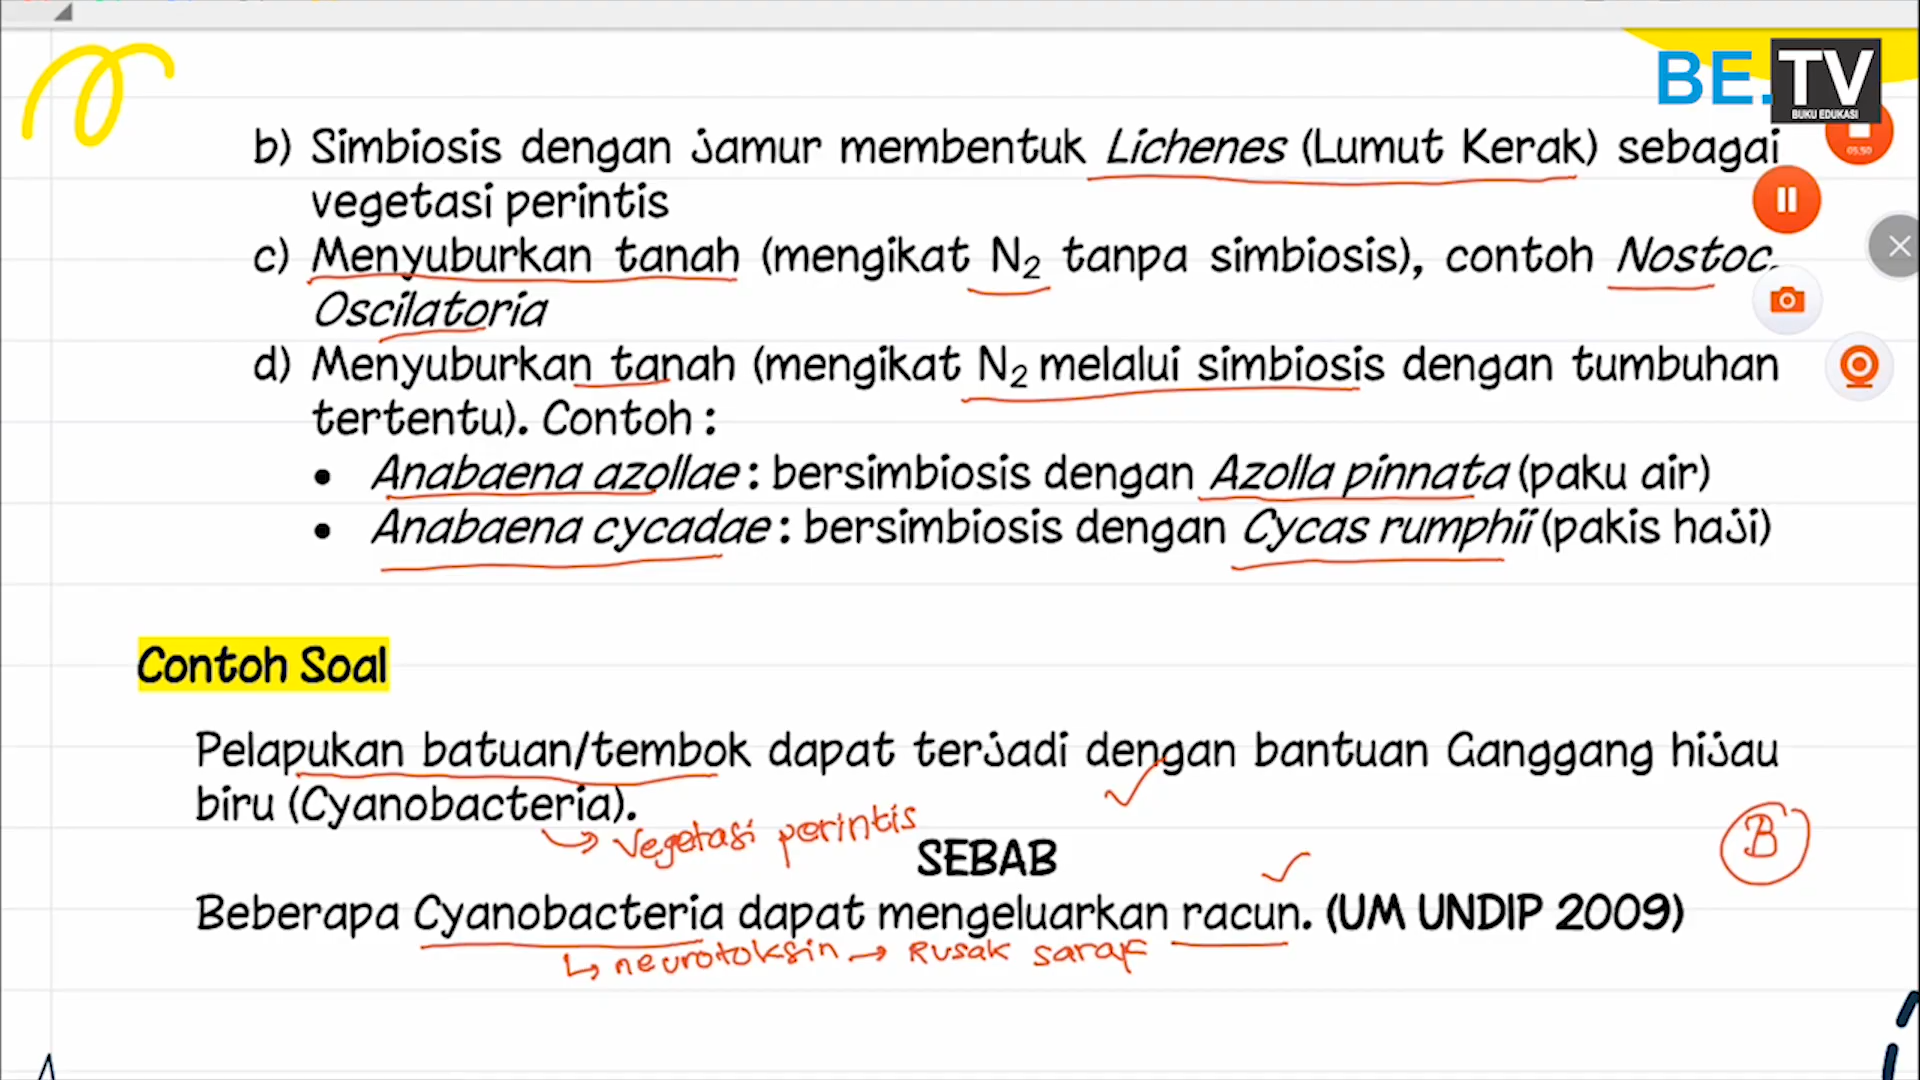 BE.TV
BUKU EDUKASI
05:50
b) Simbiosis dengan jamur membentuk Lichenes (Lumut Kerak) sebagai
vegetasi perintis
c) Menyuburkan tanah (mengikat N₂ tanpa simbiosis), contoh Nostoc,
Oscilatoria
d) Menyuburkan tanah (mengikat N₂ melalui simbiosis dengan tumbuhan
tertentu). Contoh :
• Anabaena azollae : bersimbiosis dengan Azolla pinnata (paku air)
• Anabaena cycadae : bersimbiosis dengan Cycas rumphii (pakis haji)
Contoh Soal
Pelapukan batuan/tembok dapat terjadi dengan bantuan Ganggang hijau
biru (Cyanobacteria).
→ vegetasi perintis
SEBAB
B
Beberapa Cyanobacteria dapat mengeluarkan racun. (UM UNDIP 2009)
↳ neurotoksin → Rusak saraf